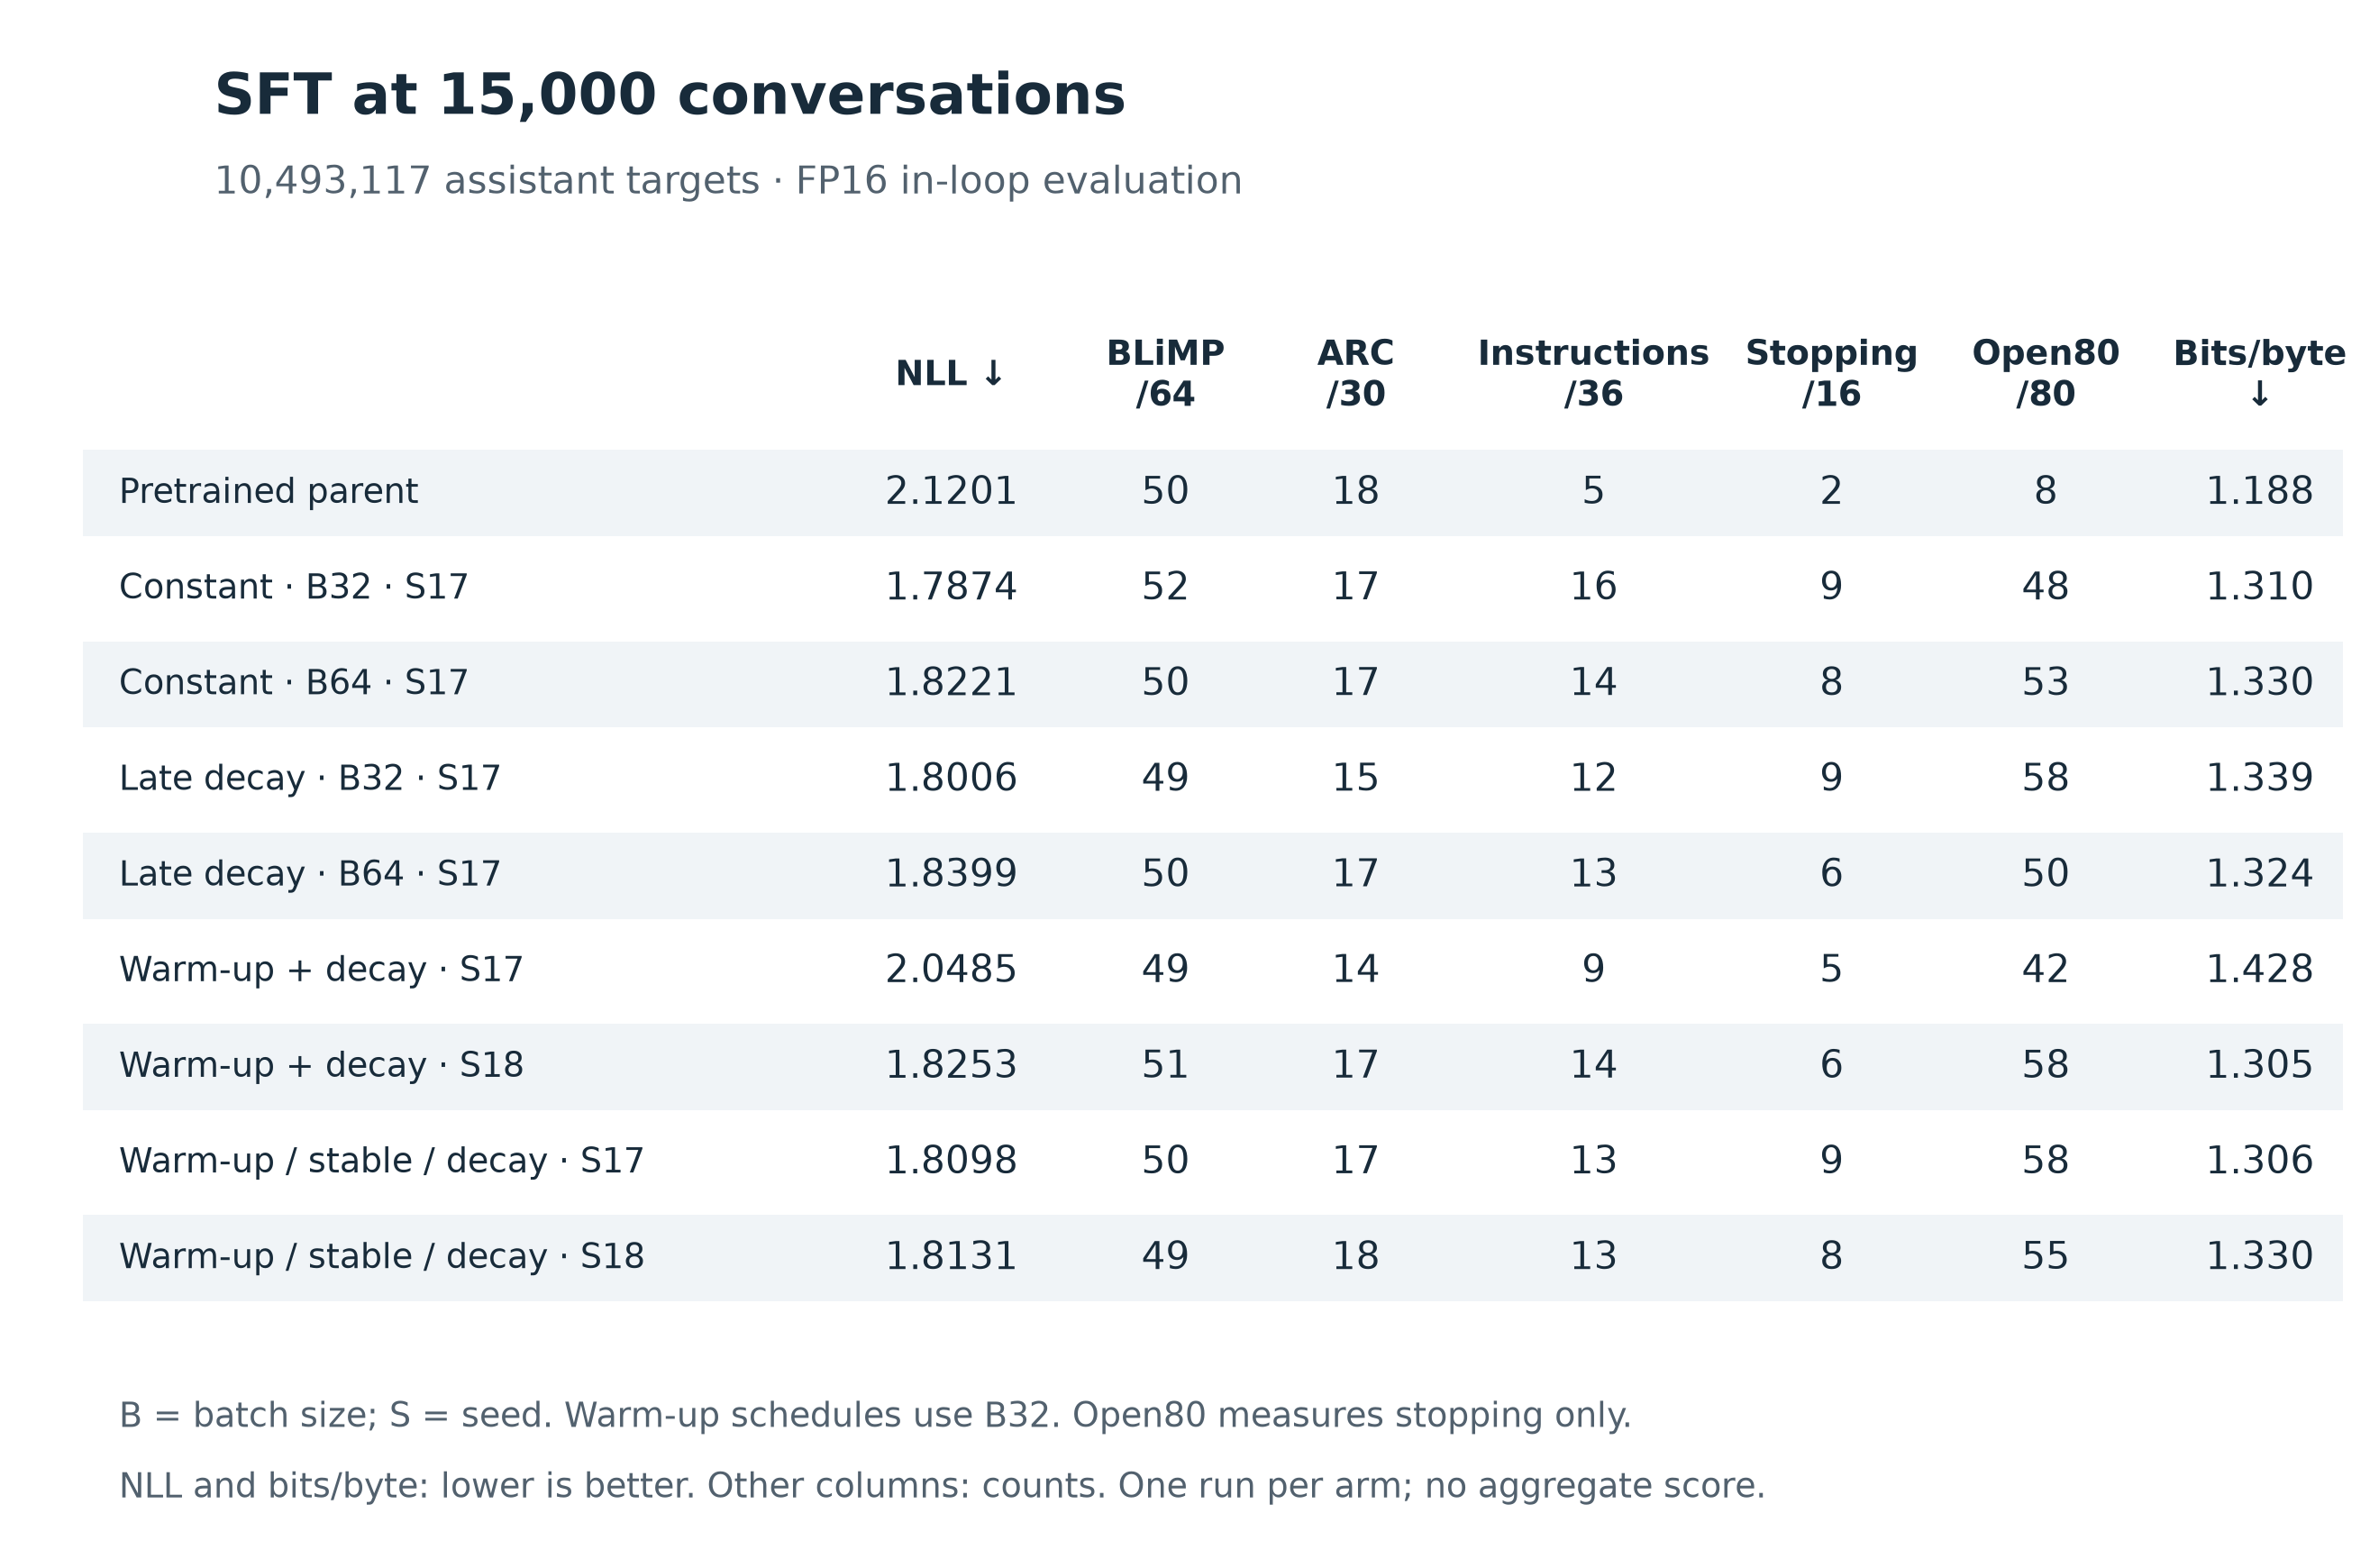 SFT at 15,000 conversations
10,493,117 assistant targets · FP16 in-loop evaluation
NLL ↓ BLiMP /64 ARC /30 Instructions /36 Stopping /16 Open80 /80 Bits/byte ↓
Pretrained parent 2.1201 50 18 5 2 8 1.188
Constant · B32 · S17 1.7874 52 17 16 9 48 1.310
Constant · B64 · S17 1.8221 50 17 14 8 53 1.330
Late decay · B32 · S17 1.8006 49 15 12 9 58 1.339
Late decay · B64 · S17 1.8399 50 17 13 6 50 1.324
Warm-up + decay · S17 2.0485 49 14 9 5 42 1.428
Warm-up + decay · S18 1.8253 51 17 14 6 58 1.305
Warm-up / stable / decay · S17 1.8098 50 17 13 9 58 1.306
Warm-up / stable / decay · S18 1.8131 49 18 13 8 55 1.330
B = batch size; S = seed. Warm-up schedules use B32. Open80 measures stopping only.
NLL and bits/byte: lower is better. Other columns: counts. One run per arm; no aggregate score.